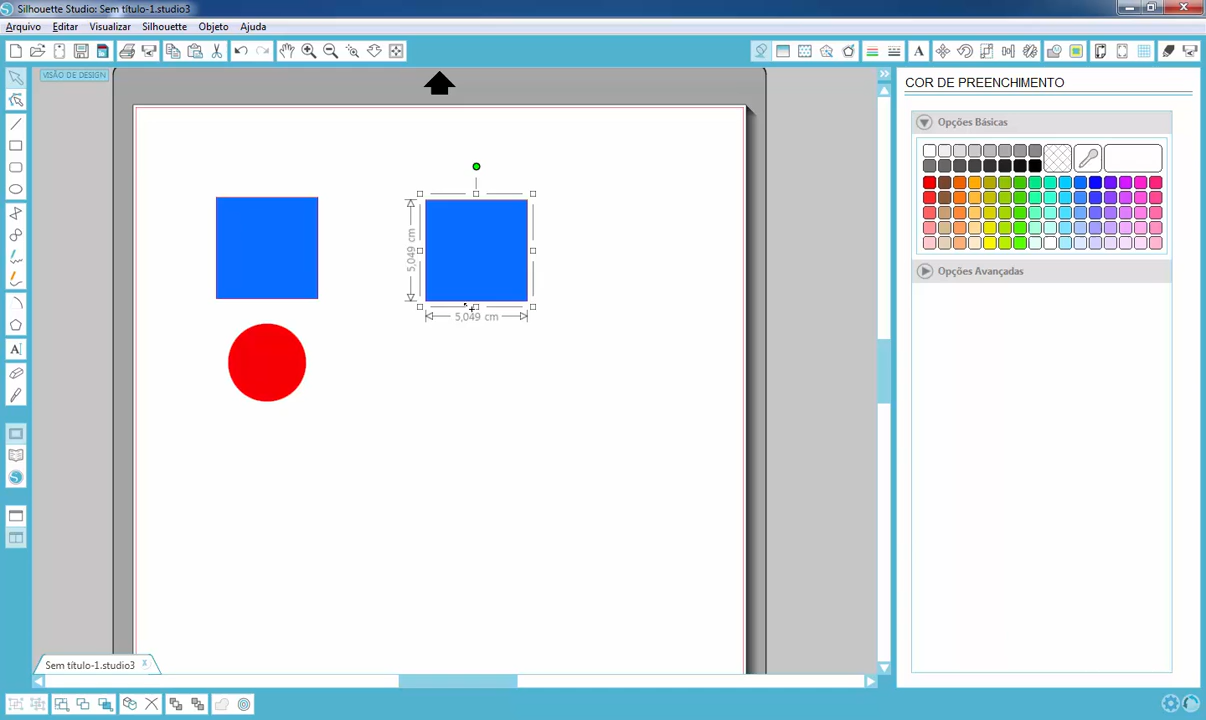 Silhouette Studio: Sem título-1.studio3
Arquivo Editar Visualizar Silhouette Objeto Ajuda
VISÃO DE DESIGN
COR DE PREENCHIMENTO
Opções Básicas
Opções Avançadas
5,049 cm
5,049 cm
Sem título-1.studio3